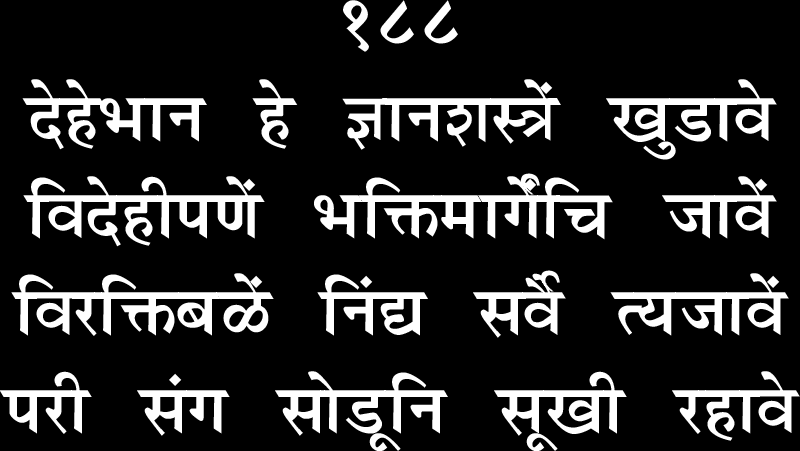 १८८
देहेभान हे ज्ञानशस्त्रें खुडावे
विदेहीपणें भक्तिमार्गेंचि जावें
विरक्तिबळें निंद्य सर्वै त्यजावें
परी संग सोडूनि सूखी रहावे